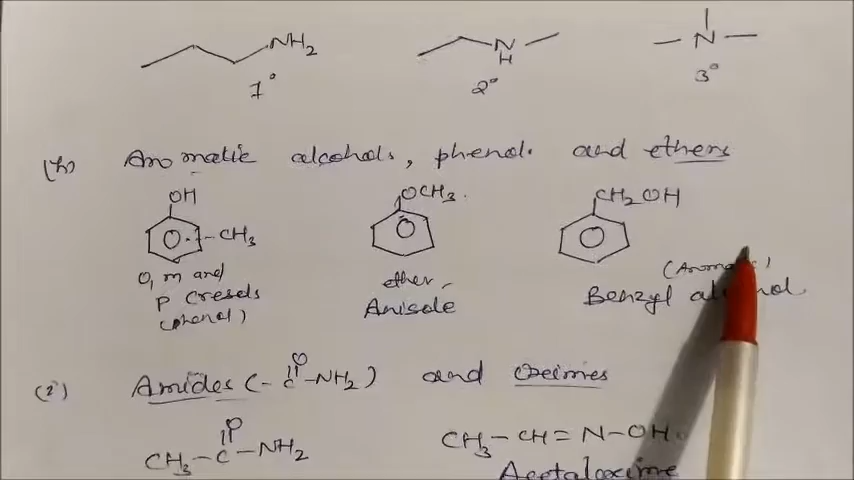 NH2 N H N
1° 2° 3°
(h) Aromatic alcohols, phenol. and ethers
OH OCH3. CH2OH
CH3
O, m and ether,
P Cresols Anisole Benzyl
(phenol)
(i) Amides (-C-NH2) and Oximes
O
O
CH3-C-NH2 CH3-CH=N-OH.
Acetaloxime